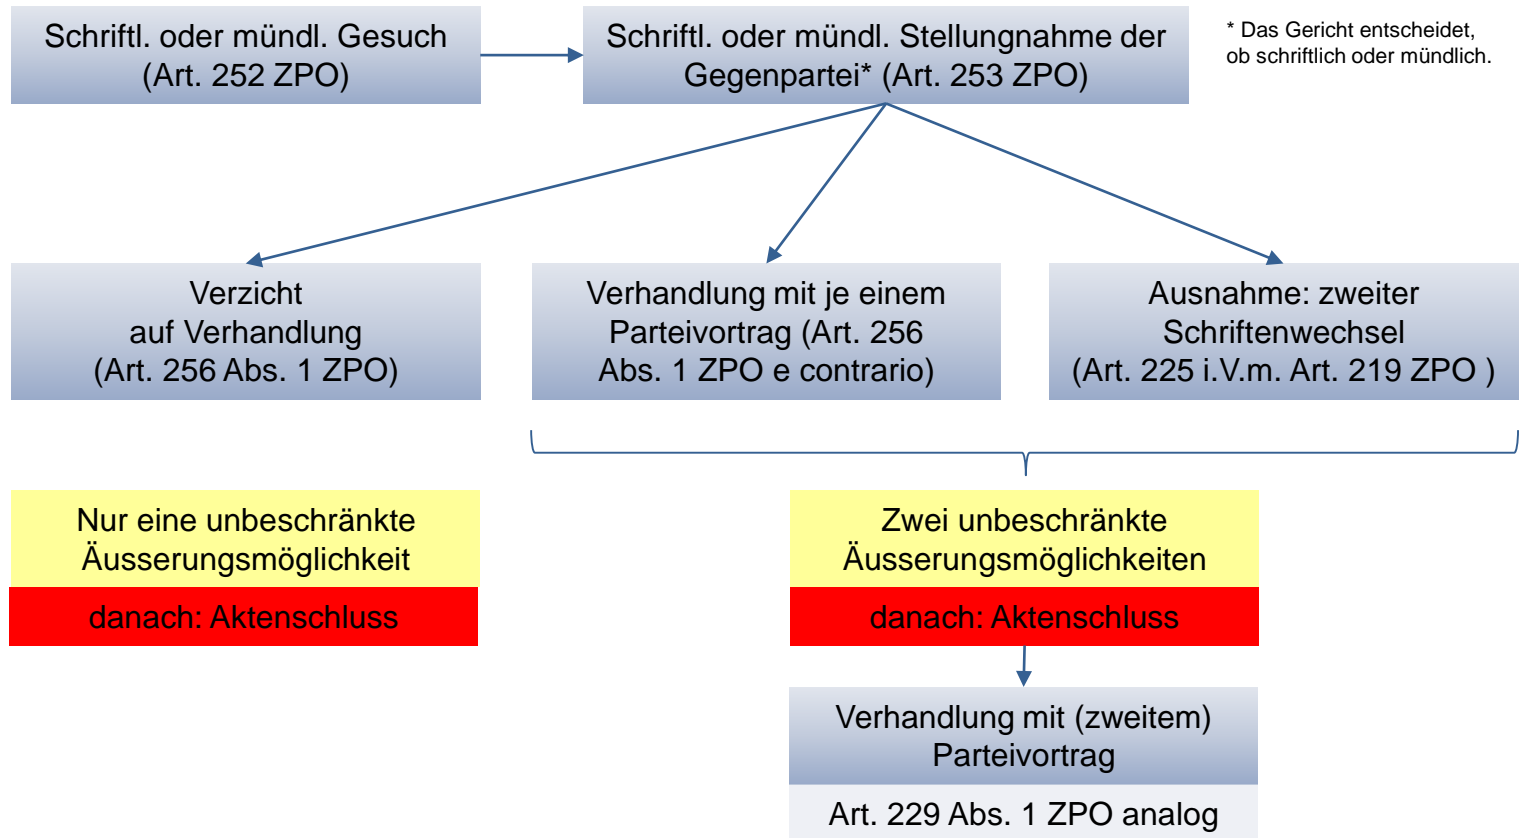 Schriftl. oder mündl. Gesuch
(Art. 252 ZPO)
Schriftl. oder mündl. Stellungnahme der
Gegenpartei* (Art. 253 ZPO)
* Das Gericht entscheidet,
ob schriftlich oder mündlich.
Verzicht
auf Verhandlung
(Art. 256 Abs. 1 ZPO)
Verhandlung mit je einem
Parteivortrag (Art. 256
Abs. 1 ZPO e contrario)
Ausnahme: zweiter
Schriftenwechsel
(Art. 225 i.V.m. Art. 219 ZPO )
Nur eine unbeschränkte
Äusserungsmöglichkeit
danach: Aktenschluss
Zwei unbeschränkte
Äusserungsmöglichkeiten
danach: Aktenschluss
Verhandlung mit (zweitem)
Parteivortrag
Art. 229 Abs. 1 ZPO analog